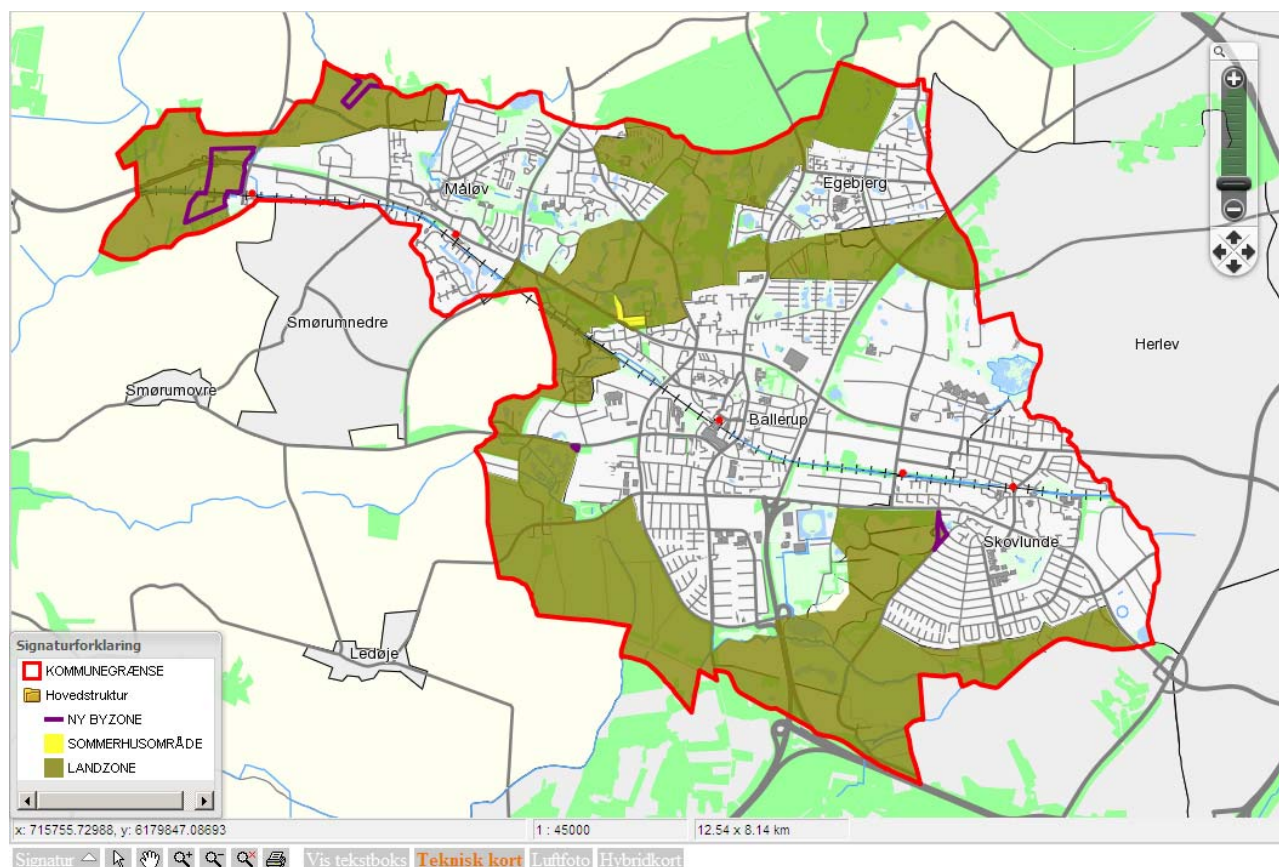 Egebjerg
Måløv
Smørumnedre
Herlev
Smørumovre
Ballerup
Skovlunde
Ledøje
Signaturforklaring
KOMMUNEGRÆNSE
Hovedstruktur
NY BYZONE
SOMMERHUSOMRÅDE
LANDZONE
x: 715755.72988, y: 6179847.08693 1 : 45000 12.54 x 8.14 km
Signatur Vis tekstboks Teknisk kort Luftfoto Hybridkort